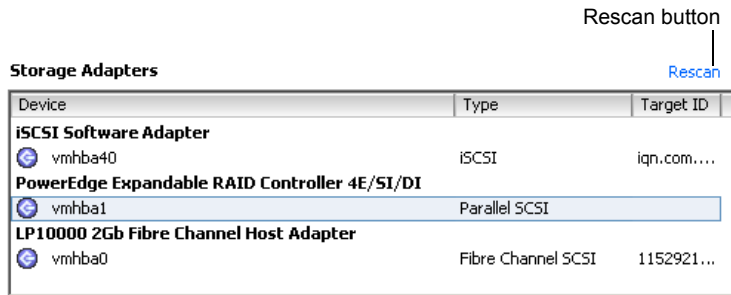 Rescan button
Storage Adapters Rescan
Device Type Target ID
iSCSI Software Adapter
vmhba40 iSCSI iqn.com....
PowerEdge Expandable RAID Controller 4E/SI/DI
vmhba1 Parallel SCSI
LP10000 2Gb Fibre Channel Host Adapter
vmhba0 Fibre Channel SCSI 1152921...